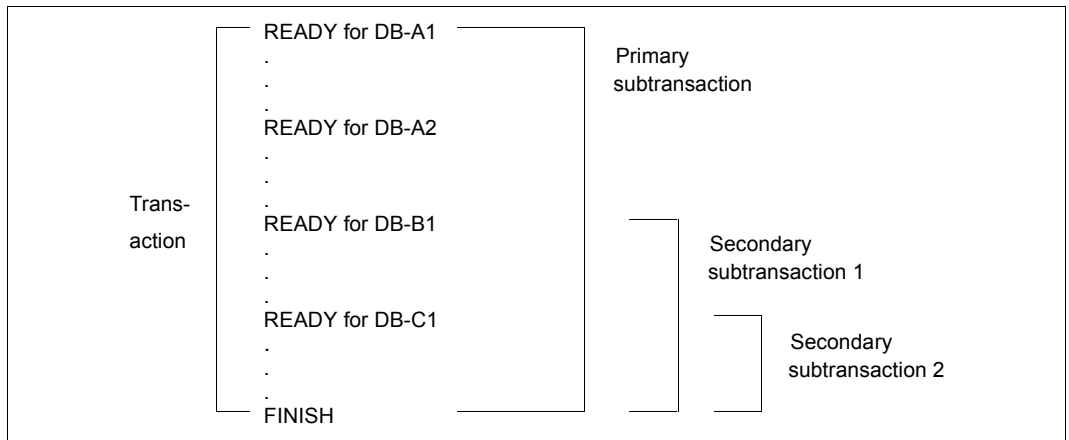 READY for DB-A1
.
.
.
READY for DB-A2
.
.
.
READY for DB-B1
.
.
.
READY for DB-C1
.
.
.
FINISH
Trans-
action
Primary
subtransaction
Secondary
subtransaction 1
Secondary
subtransaction 2